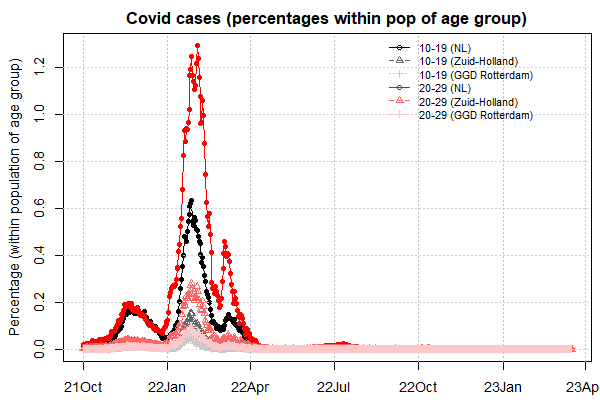 Covid cases (percentages within pop of age group)
10-19 (NL)
10-19 (Zuid-Holland)
10-19 (GGD Rotterdam)
20-29 (NL)
20-29 (Zuid-Holland)
20-29 (GGD Rotterdam)
Percentage (within population of age group)
1.2
1.0
0.8
0.6
0.4
0.2
0.0
21Oct 22Jan 22Apr 22Jul 22Oct 23Jan 23Ap